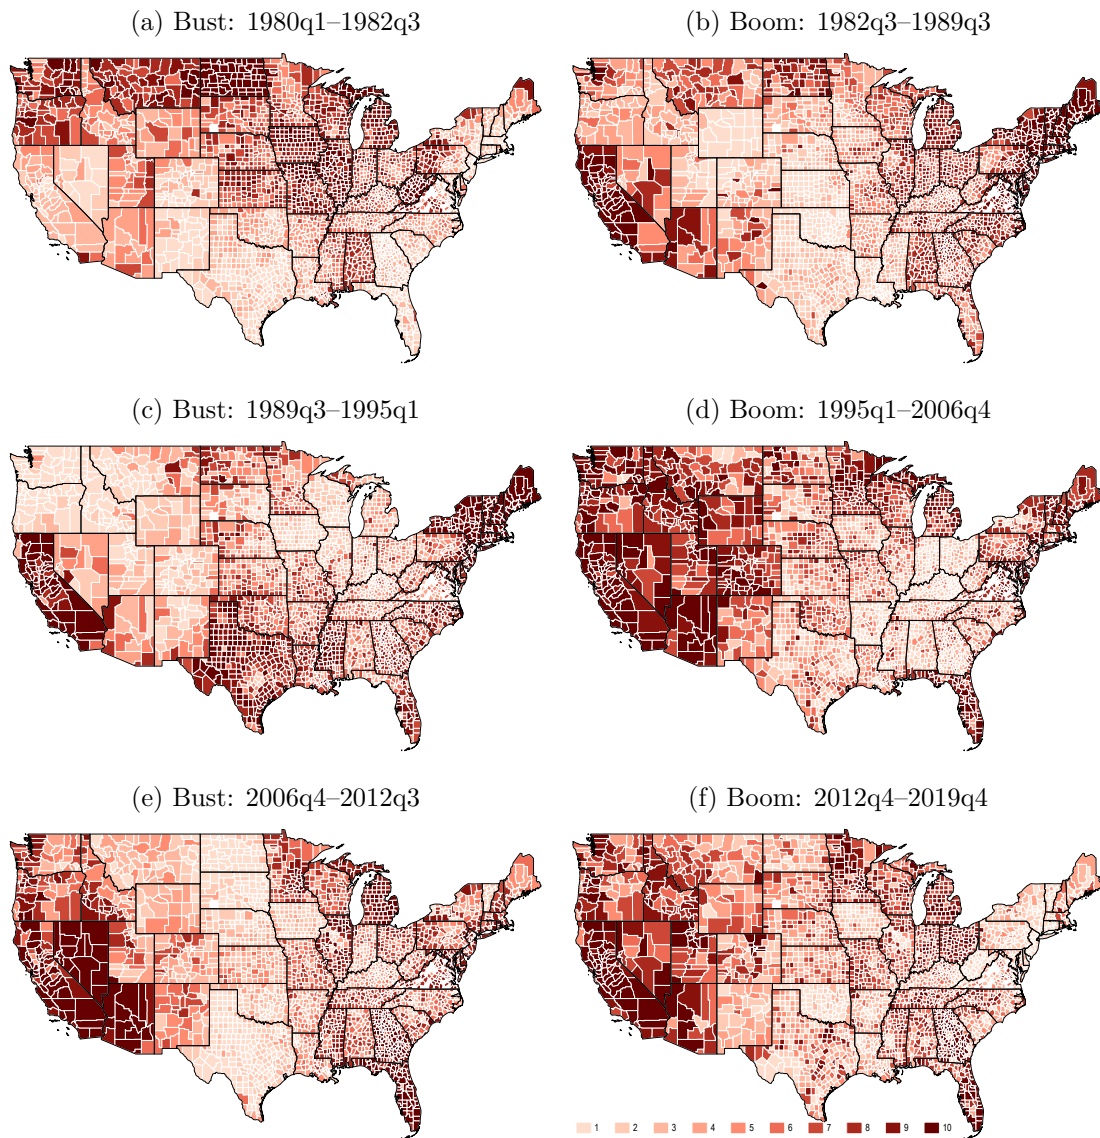 (a) Bust: 1980q1–1982q3
(b) Boom: 1982q3–1989q3
(c) Bust: 1989q3–1995q1
(d) Boom: 1995q1–2006q4
(e) Bust: 2006q4–2012q3
(f) Boom: 2012q4–2019q4
1 2 3 4 5 6 7 8 9 10